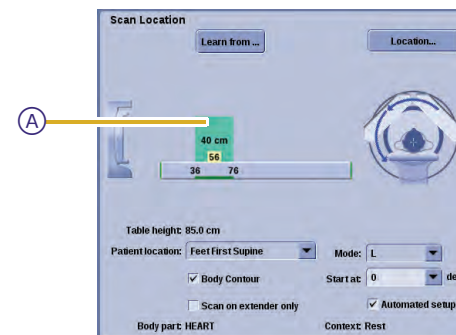 Scan Location
Learn from ...
Location...
A
40 cm
56
36 76
Table height: 85.0 cm
Patient location: Feet First Supine
Mode: L
Body Contour
Start at: 0 de
Scan on extender only
Automated setup
Body part: HEART
Context: Rest